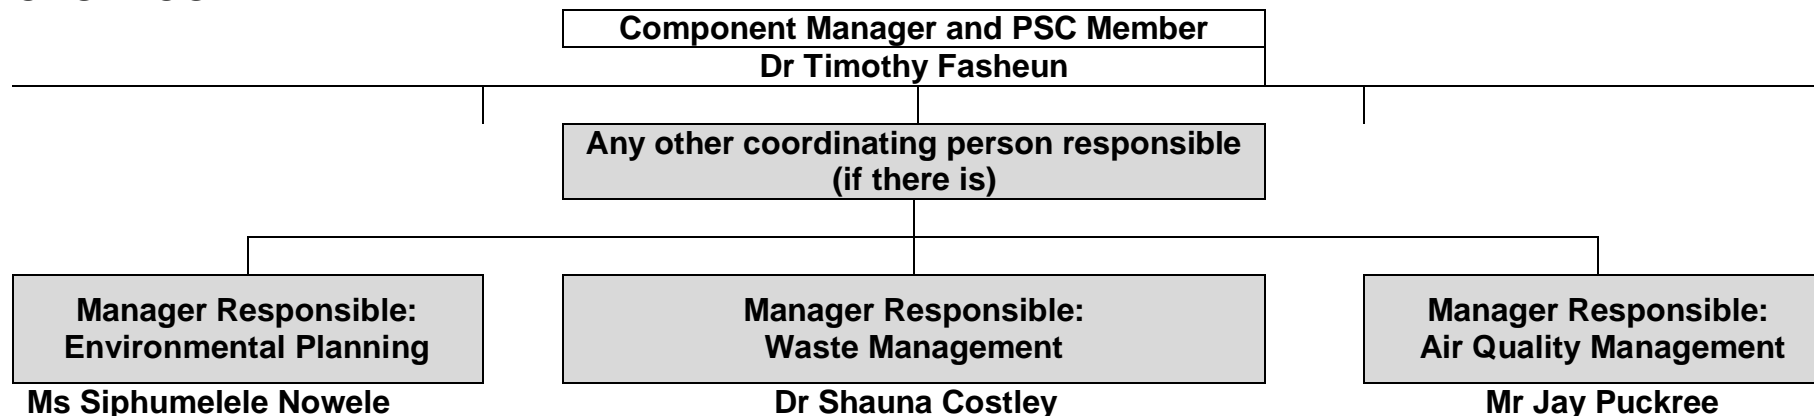 Component Manager and PSC Member
Dr Timothy Fasheun
Any other coordinating person responsible
(if there is)
Manager Responsible:
Environmental Planning
Manager Responsible:
Waste Management
Manager Responsible:
Air Quality Management
Ms Siphumelele Nowele
Dr Shauna Costley
Mr Jay Puckree